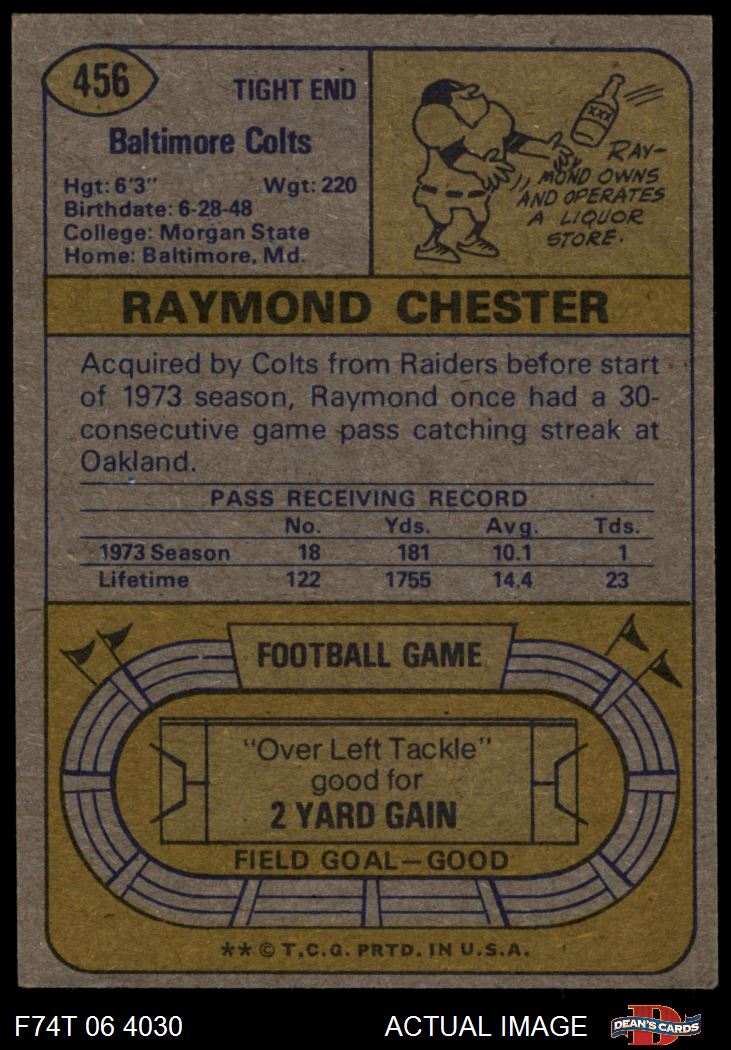 456
TIGHT END
Baltimore Colts
Hgt: 6'3" Wgt: 220
Birthdate: 6-28-48
College: Morgan State
Home: Baltimore, Md.
XXX
RAY-
MOND OWNS
AND OPERATES
A LIQUOR
STORE.
RAYMOND CHESTER
Acquired by Colts from Raiders before start
of 1973 season, Raymond once had a 30-
consecutive game pass catching streak at
Oakland.
PASS RECEIVING RECORD
No. Yds. Avg. Tds.
1973 Season 18 181 10.1 1
Lifetime 122 1755 14.4 23
FOOTBALL GAME
"Over Left Tackle"
good for
2 YARD GAIN
FIELD GOAL—GOOD
** © T.C.G. PRTD. IN U.S.A.
F74T 06 4030 ACTUAL IMAGE
D
DEAN'S CARDS